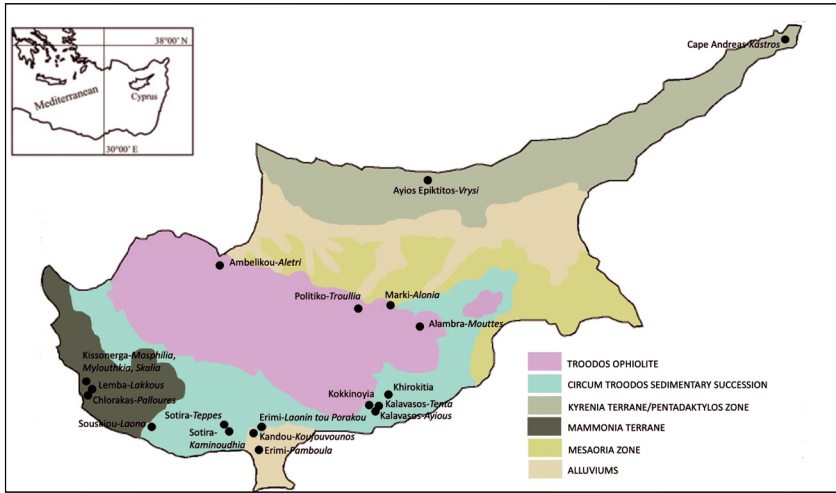 38°00' N
Mediterranean
Cyprus
30°00' E
Cape Andreas-Kastros
Ayios Epiktitos-Vrysi
Ambelikou-Aletri
Politiko-Troullia
Marki-Alonia
Alambra-Mouttes
Kissonerga-Mosphilia,
Mylouthkia, Skalia
Lemba-Lakkous
Chlorakas-Palloures
Souskiou-Laona
Sotira-Teppes
Sotira-
Kaminoudhia
Erimi-Laonin tou Porakou
Kandou-Koufouvounos
Erimi-Pamboula
Kokkinoyia
Khirokitia
Kalavasos-Tenta
Kalavasos-Ayious
TROODOS OPHIOLITE
CIRCUM TROODOS SEDIMENTARY SUCCESSION
KYRENIA TERRANE/PENTADAKTYLOS ZONE
MAMMONIA TERRANE
MESAORIA ZONE
ALLUVIUMS